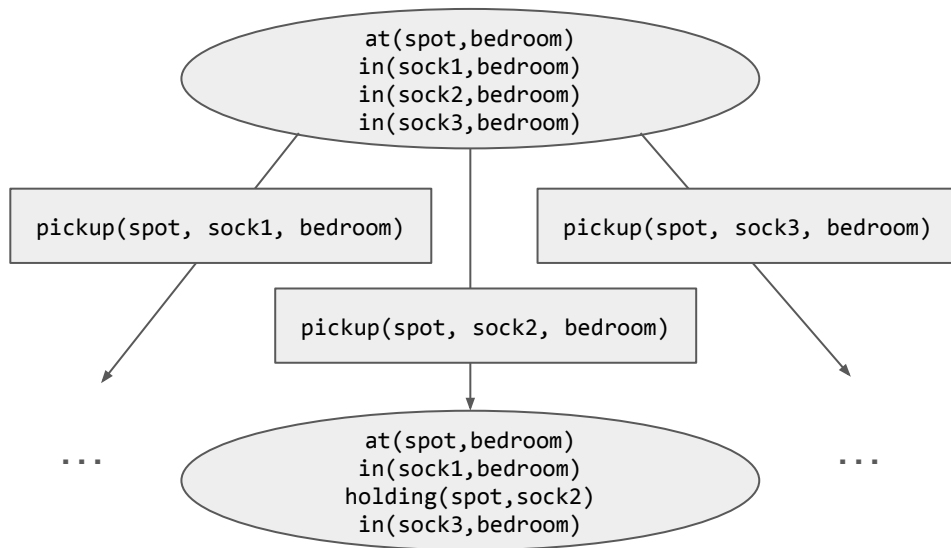 at(spot,bedroom)
in(sock1,bedroom)
in(sock2,bedroom)
in(sock3,bedroom)
pickup(spot, sock1, bedroom)
pickup(spot, sock3, bedroom)
pickup(spot, sock2, bedroom)
...
at(spot,bedroom)
in(sock1,bedroom)
holding(spot,sock2)
in(sock3,bedroom)
...